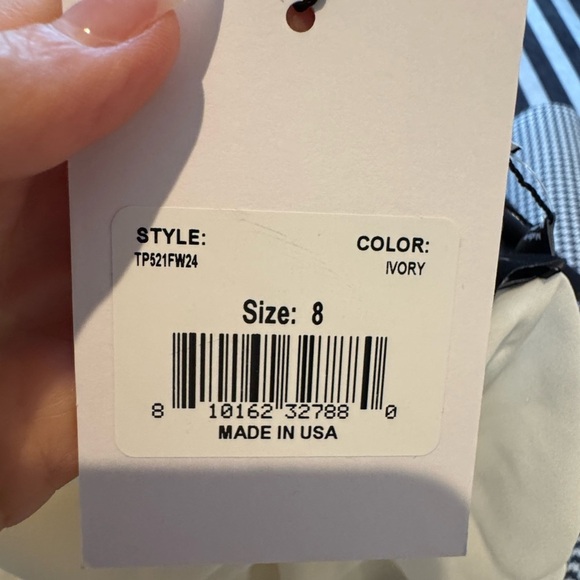 STYLE: COLOR:
TP521FW24 IVORY
Size: 8
8 10162 32788 0
MADE IN USA